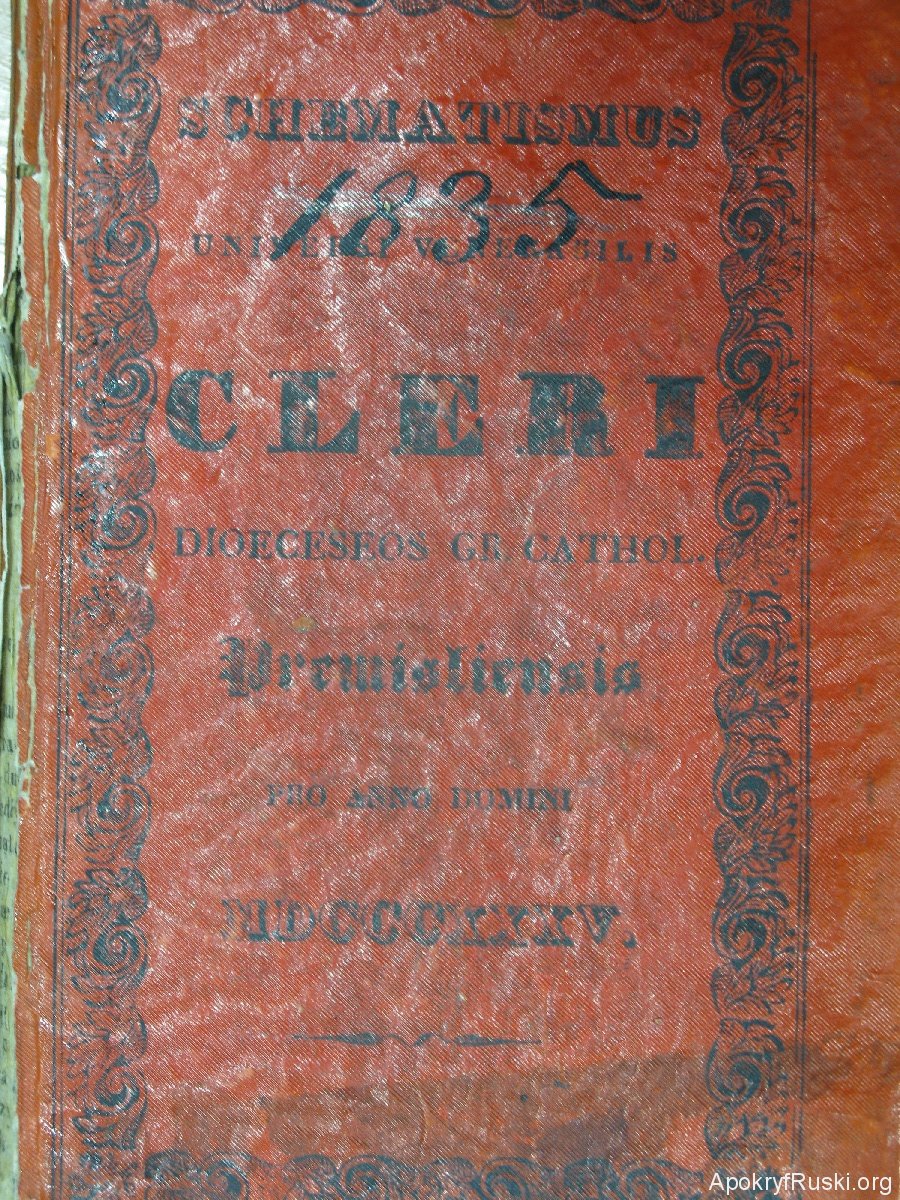 SCHEMATISMUS
1835
UNIVERSI VENERABILIS
CLERI
DIOECESEOS GR. CATHOL.
Premisliensis
PRO ANNO DOMINI
MDCCCXXXV.
ApokryfRuski.org